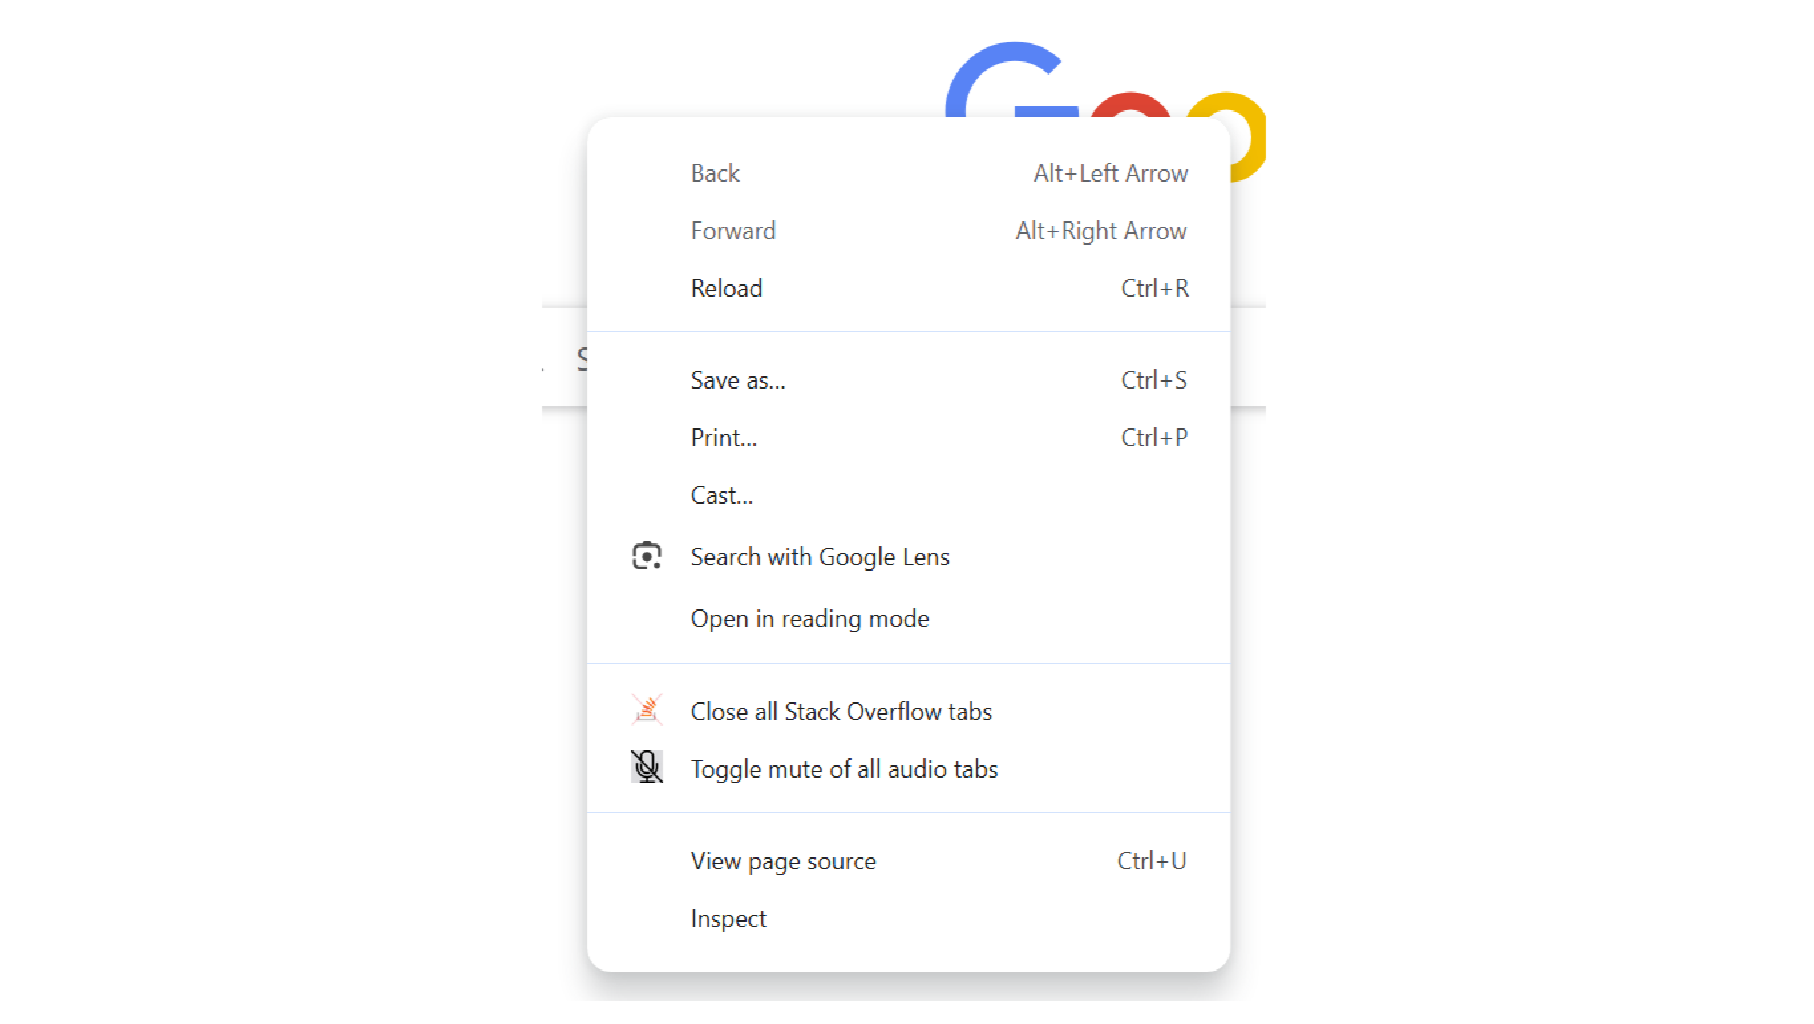 Goo
Back Alt+Left Arrow
Forward Alt+Right Arrow
Reload Ctrl+R
S
Save as... Ctrl+S
Print... Ctrl+P
Cast...
Search with Google Lens
Open in reading mode
Close all Stack Overflow tabs
Toggle mute of all audio tabs
View page source Ctrl+U
Inspect